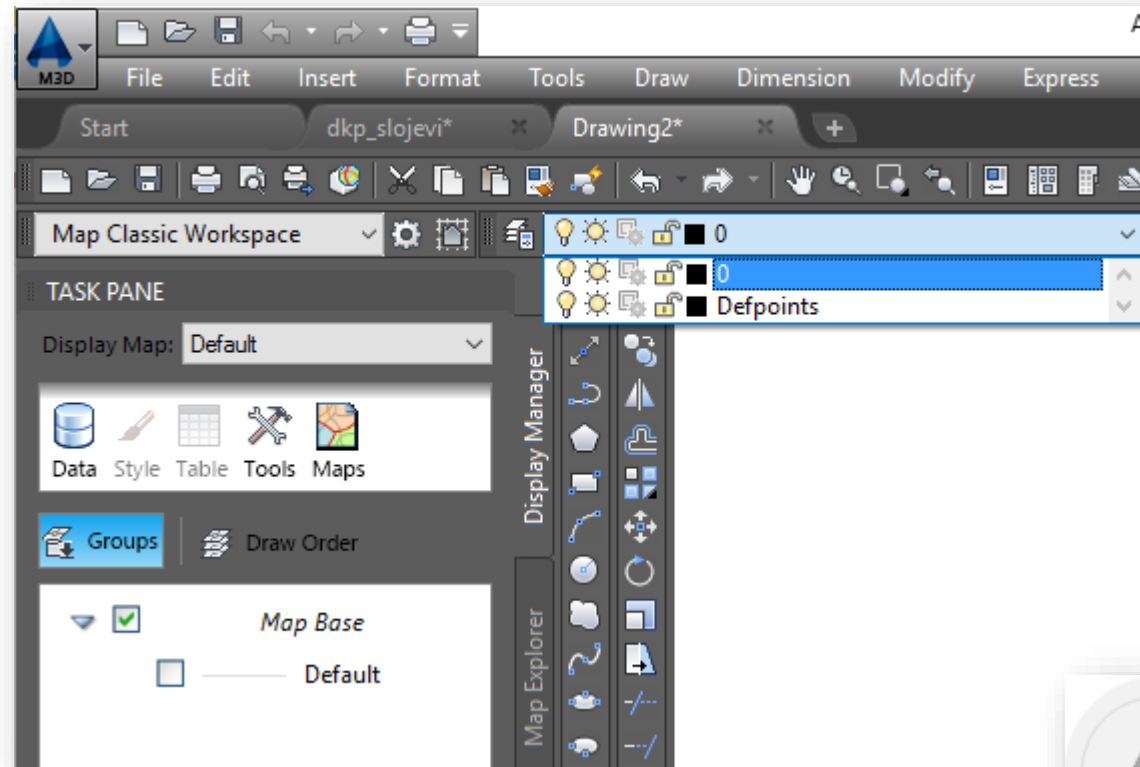 A
M3D
File Edit Insert Format Tools Draw Dimension Modify Express
Start dkp_slojevi* Drawing2*
Map Classic Workspace 0
0
Defpoints
TASK PANE
Display Map: Default
Data Style Table Tools Maps
Groups Draw Order
Map Base
Default
Display Manager
Map Explorer